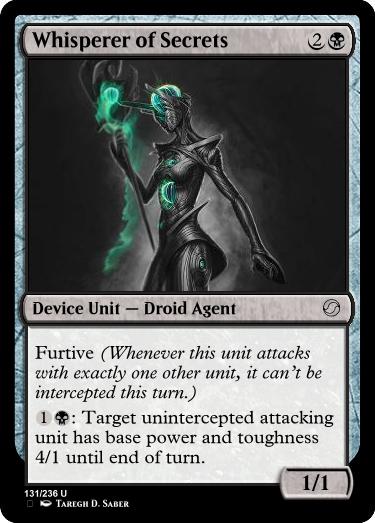 Whisperer of Secrets 2
Device Unit — Droid Agent
Furtive (Whenever this unit attacks
with exactly one other unit, it can't be
intercepted this turn.)
1 : Target unintercepted attacking
unit has base power and toughness
4/1 until end of turn.
1/1
131/236 U
Taregh D. Saber